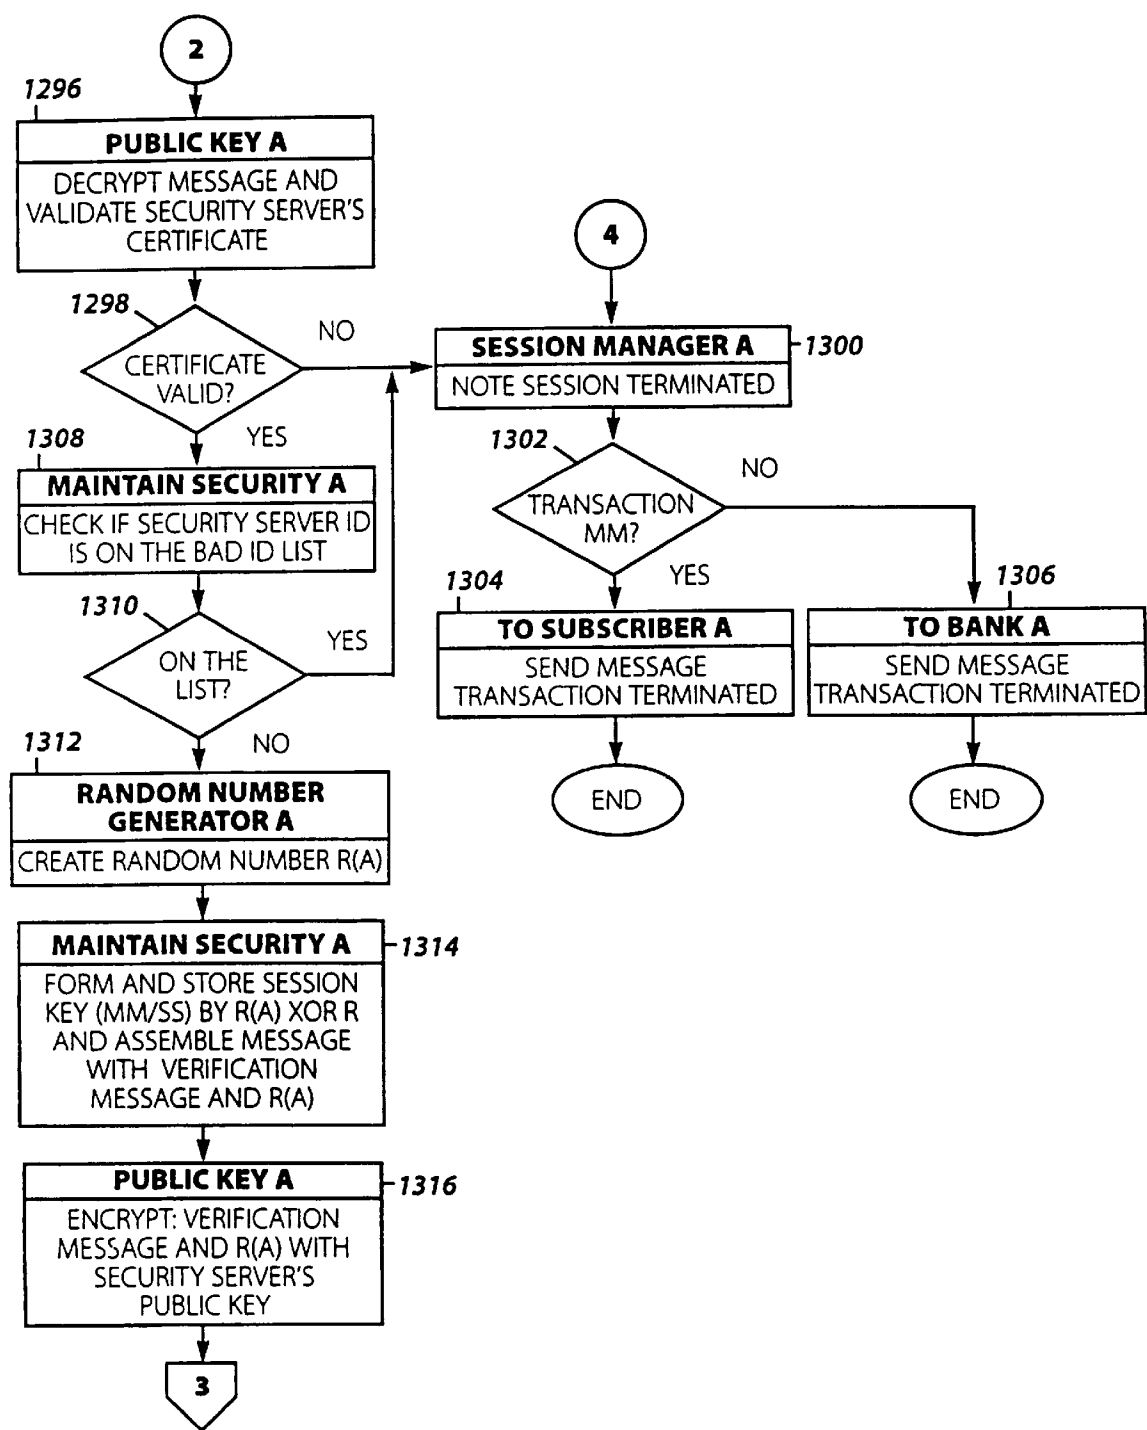 2
1296
PUBLIC KEY A
DECRYPT MESSAGE AND
VALIDATE SECURITY SERVER'S
CERTIFICATE
1298
CERTIFICATE
VALID?
NO
YES
1308
MAINTAIN SECURITY A
CHECK IF SECURITY SERVER ID
IS ON THE BAD ID LIST
1310
ON THE
LIST?
YES
NO
1312
RANDOM NUMBER
GENERATOR A
CREATE RANDOM NUMBER R(A)
MAINTAIN SECURITY A
1314
FORM AND STORE SESSION
KEY (MM/SS) BY R(A) XOR R
AND ASSEMBLE MESSAGE
WITH VERIFICATION
MESSAGE AND R(A)
PUBLIC KEY A
1316
ENCRYPT: VERIFICATION
MESSAGE AND R(A) WITH
SECURITY SERVER'S
PUBLIC KEY
3
4
SESSION MANAGER A
1300
NOTE SESSION TERMINATED
1302
TRANSACTION
MM?
NO
YES
1304
TO SUBSCRIBER A
SEND MESSAGE
TRANSACTION TERMINATED
END
1306
TO BANK A
SEND MESSAGE
TRANSACTION TERMINATED
END